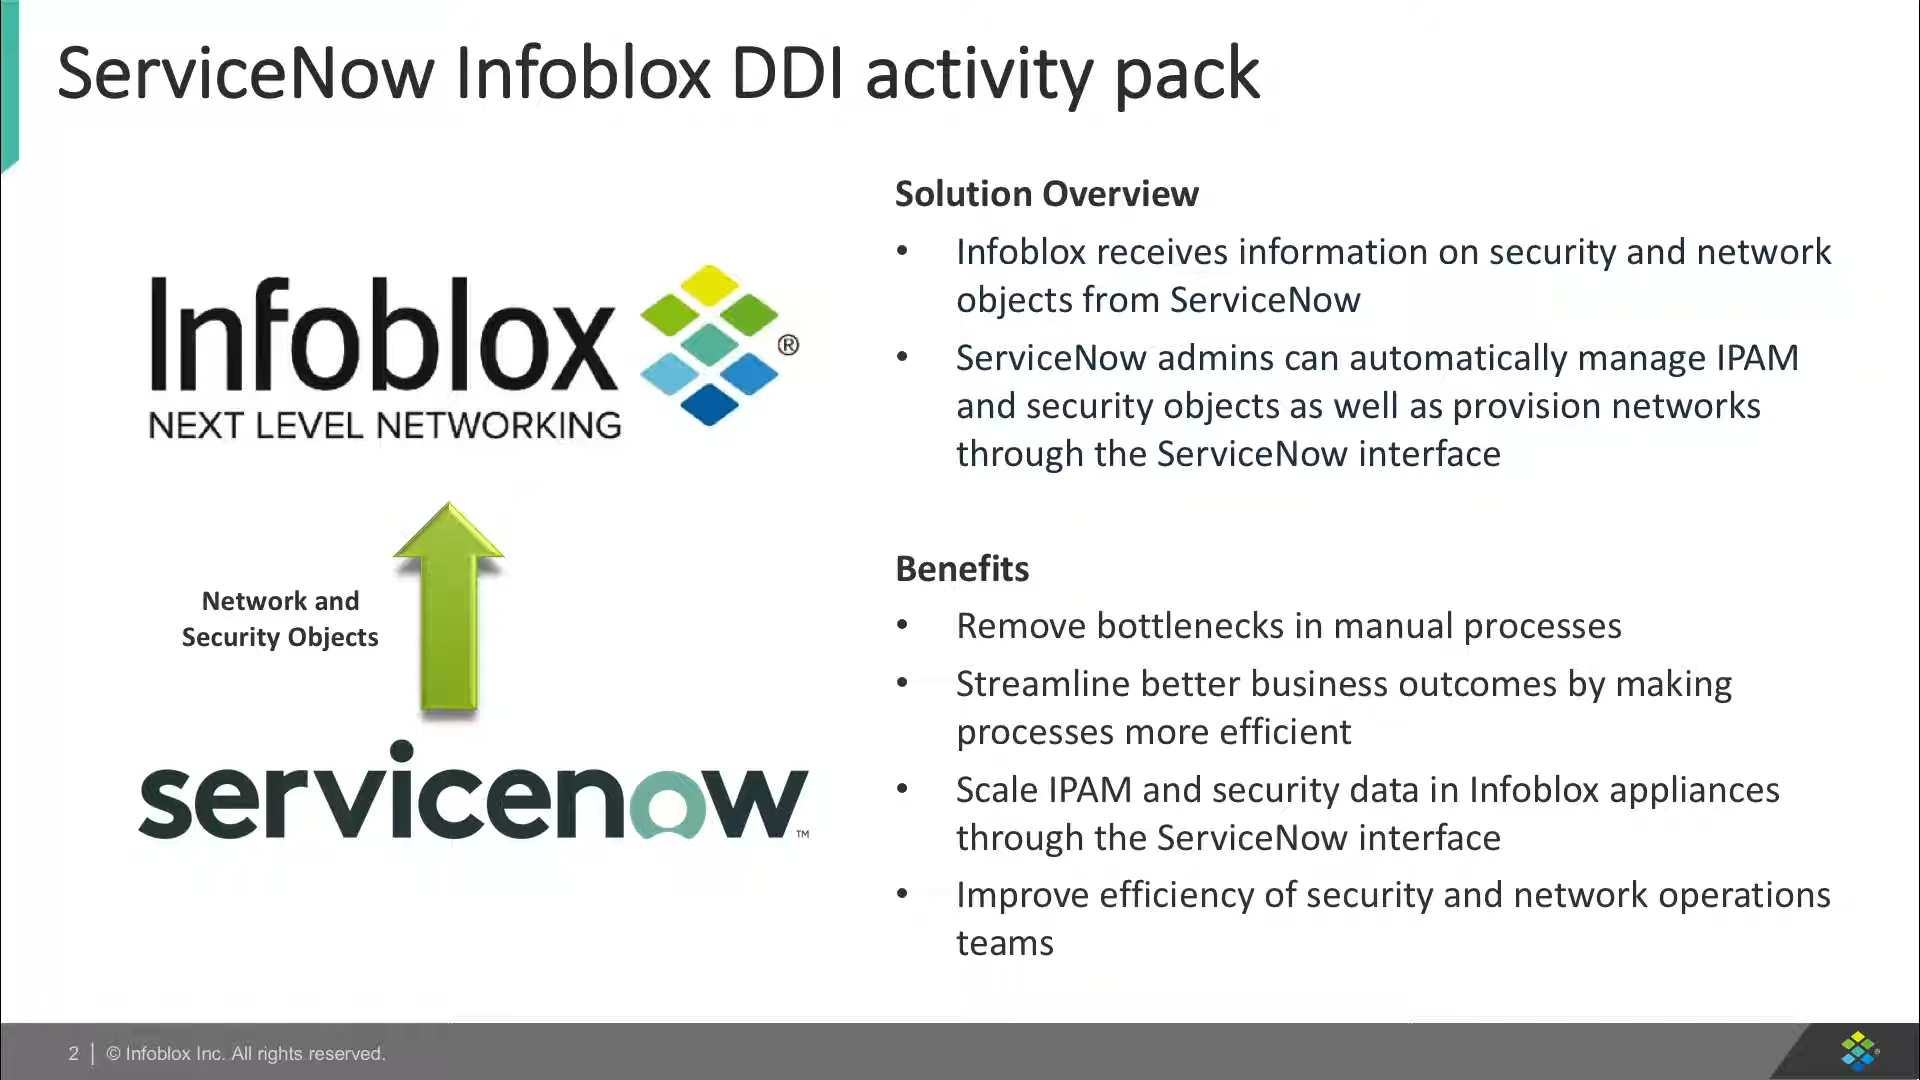 ServiceNow Infoblox DDI activity pack
Infoblox
®
NEXT LEVEL NETWORKING
Network and
Security Objects
servicenow
™
Solution Overview
• Infoblox receives information on security and network
objects from ServiceNow
• ServiceNow admins can automatically manage IPAM
and security objects as well as provision networks
through the ServiceNow interface
Benefits
• Remove bottlenecks in manual processes
• Streamline better business outcomes by making
processes more efficient
• Scale IPAM and security data in Infoblox appliances
through the ServiceNow interface
• Improve efficiency of security and network operations
teams
2 | © Infoblox Inc. All rights reserved.
®